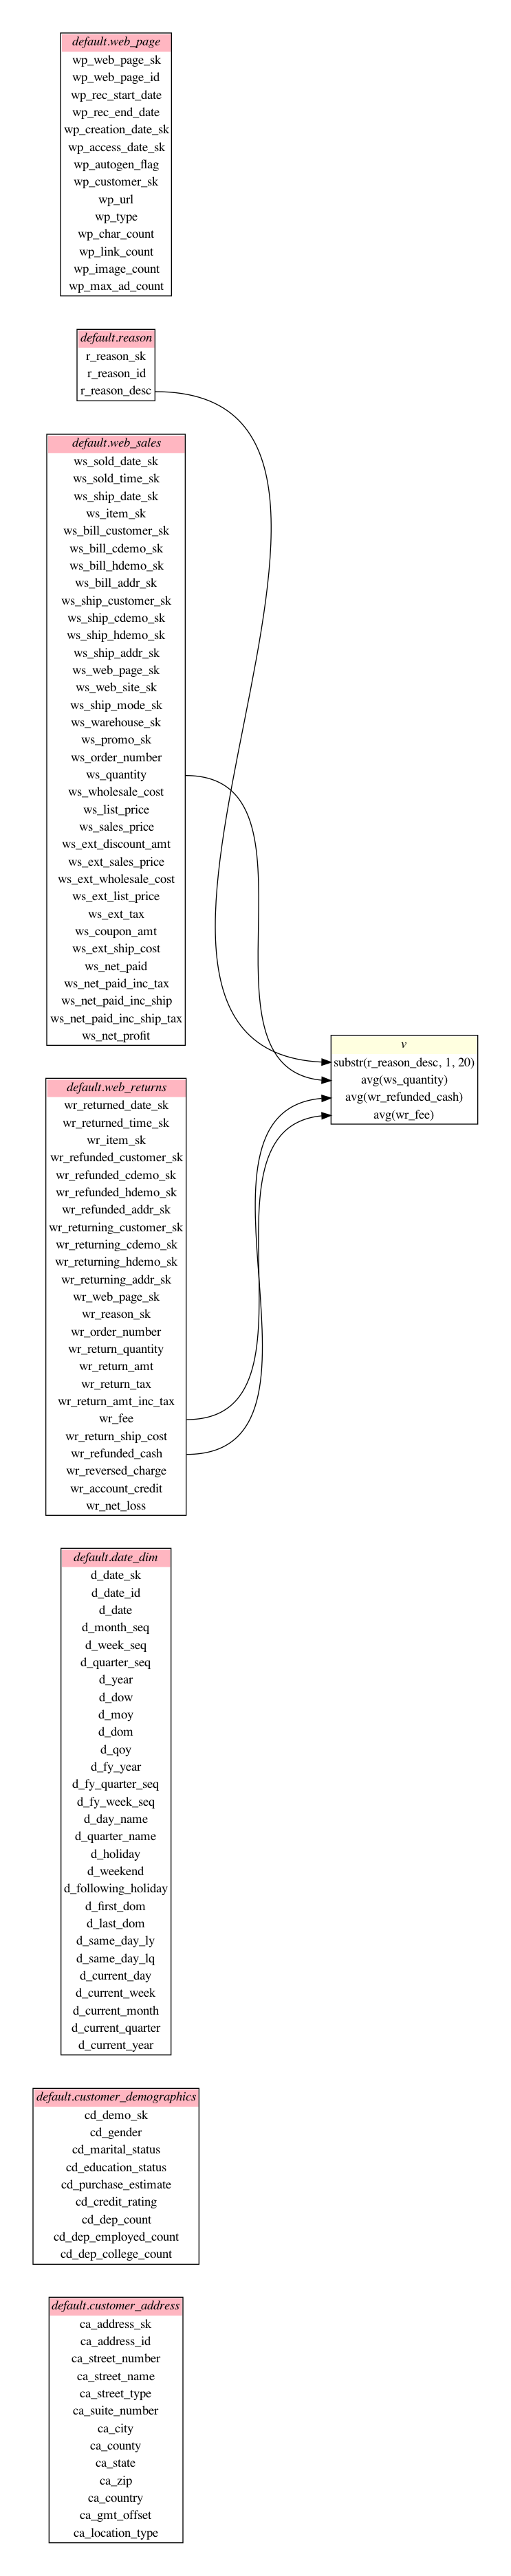 default.web_page
wp_web_page_sk
wp_web_page_id
wp_rec_start_date
wp_rec_end_date
wp_creation_date_sk
wp_access_date_sk
wp_autogen_flag
wp_customer_sk
wp_url
wp_type
wp_char_count
wp_link_count
wp_image_count
wp_max_ad_count
default.reason
r_reason_sk
r_reason_id
r_reason_desc
default.web_sales
ws_sold_date_sk
ws_sold_time_sk
ws_ship_date_sk
ws_item_sk
ws_bill_customer_sk
ws_bill_cdemo_sk
ws_bill_hdemo_sk
ws_bill_addr_sk
ws_ship_customer_sk
ws_ship_cdemo_sk
ws_ship_hdemo_sk
ws_ship_addr_sk
ws_web_page_sk
ws_web_site_sk
ws_ship_mode_sk
ws_warehouse_sk
ws_promo_sk
ws_order_number
ws_quantity
ws_wholesale_cost
ws_list_price
ws_sales_price
ws_ext_discount_amt
ws_ext_sales_price
ws_ext_wholesale_cost
ws_ext_list_price
ws_ext_tax
ws_coupon_amt
ws_ext_ship_cost
ws_net_paid
ws_net_paid_inc_tax
ws_net_paid_inc_ship
ws_net_paid_inc_ship_tax
ws_net_profit
v
substr(r_reason_desc, 1, 20)
avg(ws_quantity)
avg(wr_refunded_cash)
avg(wr_fee)
default.web_returns
wr_returned_date_sk
wr_returned_time_sk
wr_item_sk
wr_refunded_customer_sk
wr_refunded_cdemo_sk
wr_refunded_hdemo_sk
wr_refunded_addr_sk
wr_returning_customer_sk
wr_returning_cdemo_sk
wr_returning_hdemo_sk
wr_returning_addr_sk
wr_web_page_sk
wr_reason_sk
wr_order_number
wr_return_quantity
wr_return_amt
wr_return_tax
wr_return_amt_inc_tax
wr_fee
wr_return_ship_cost
wr_refunded_cash
wr_reversed_charge
wr_account_credit
wr_net_loss
default.date_dim
d_date_sk
d_date_id
d_date
d_month_seq
d_week_seq
d_quarter_seq
d_year
d_dow
d_moy
d_dom
d_qoy
d_fy_year
d_fy_quarter_seq
d_fy_week_seq
d_day_name
d_quarter_name
d_holiday
d_weekend
d_following_holiday
d_first_dom
d_last_dom
d_same_day_ly
d_same_day_lq
d_current_day
d_current_week
d_current_month
d_current_quarter
d_current_year
default.customer_demographics
cd_demo_sk
cd_gender
cd_marital_status
cd_education_status
cd_purchase_estimate
cd_credit_rating
cd_dep_count
cd_dep_employed_count
cd_dep_college_count
default.customer_address
ca_address_sk
ca_address_id
ca_street_number
ca_street_name
ca_street_type
ca_suite_number
ca_city
ca_county
ca_state
ca_zip
ca_country
ca_gmt_offset
ca_location_type